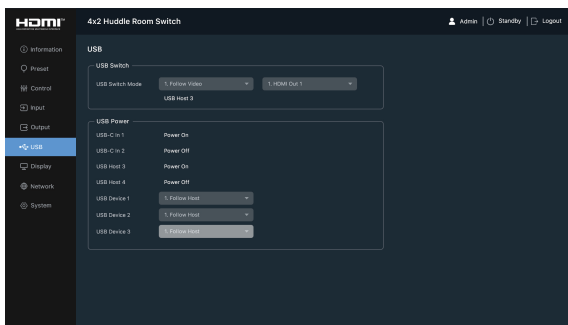 HDMI™
4x2 Huddle Room Switch
Admin
Standby
Logout
Information
Preset
Control
Input
Output
USB
Display
Network
System
USB
USB Switch
USB Switch Mode
1. Follow Video
1. HDMI Out 1
USB Host 3
USB Power
USB-C In 1 Power On
USB-C In 2 Power Off
USB Host 3 Power On
USB Host 4 Power Off
USB Device 1 1. Follow Host
USB Device 2 1. Follow Host
USB Device 3 1. Follow Host